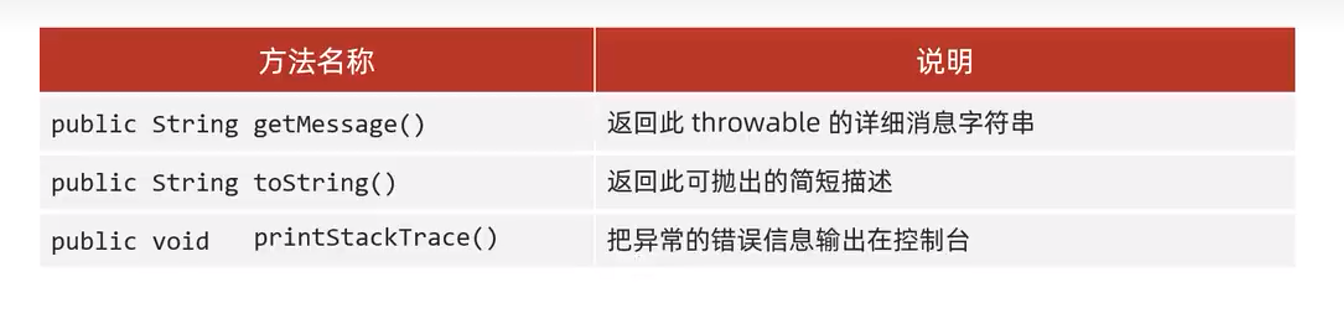 方法名称 说明
public String getMessage() 返回此 throwable 的详细消息字符串
public String toString() 返回此可抛出的简短描述
public void printStackTrace() 把异常的错误信息输出在控制台